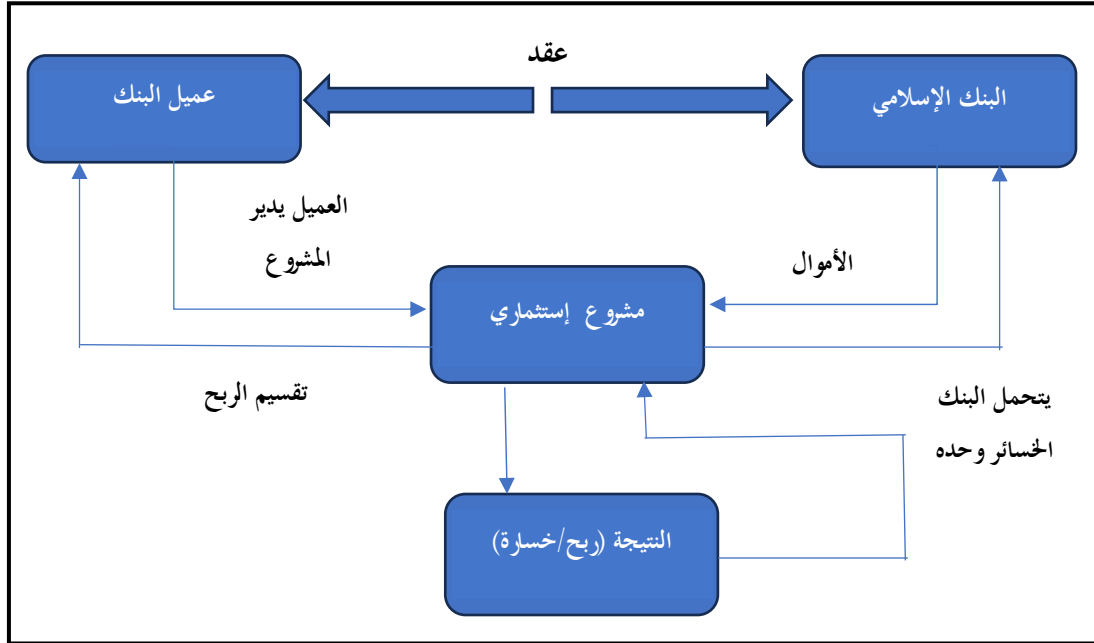 عقد
البنك الإسلامي
عميل البنك
العميل يدير
المشروع
الأموال
مشروع إستثماري
تقسيم الربح
يتحمل البنك
الخسائر وحده
النتيجة (ربح/خسارة)